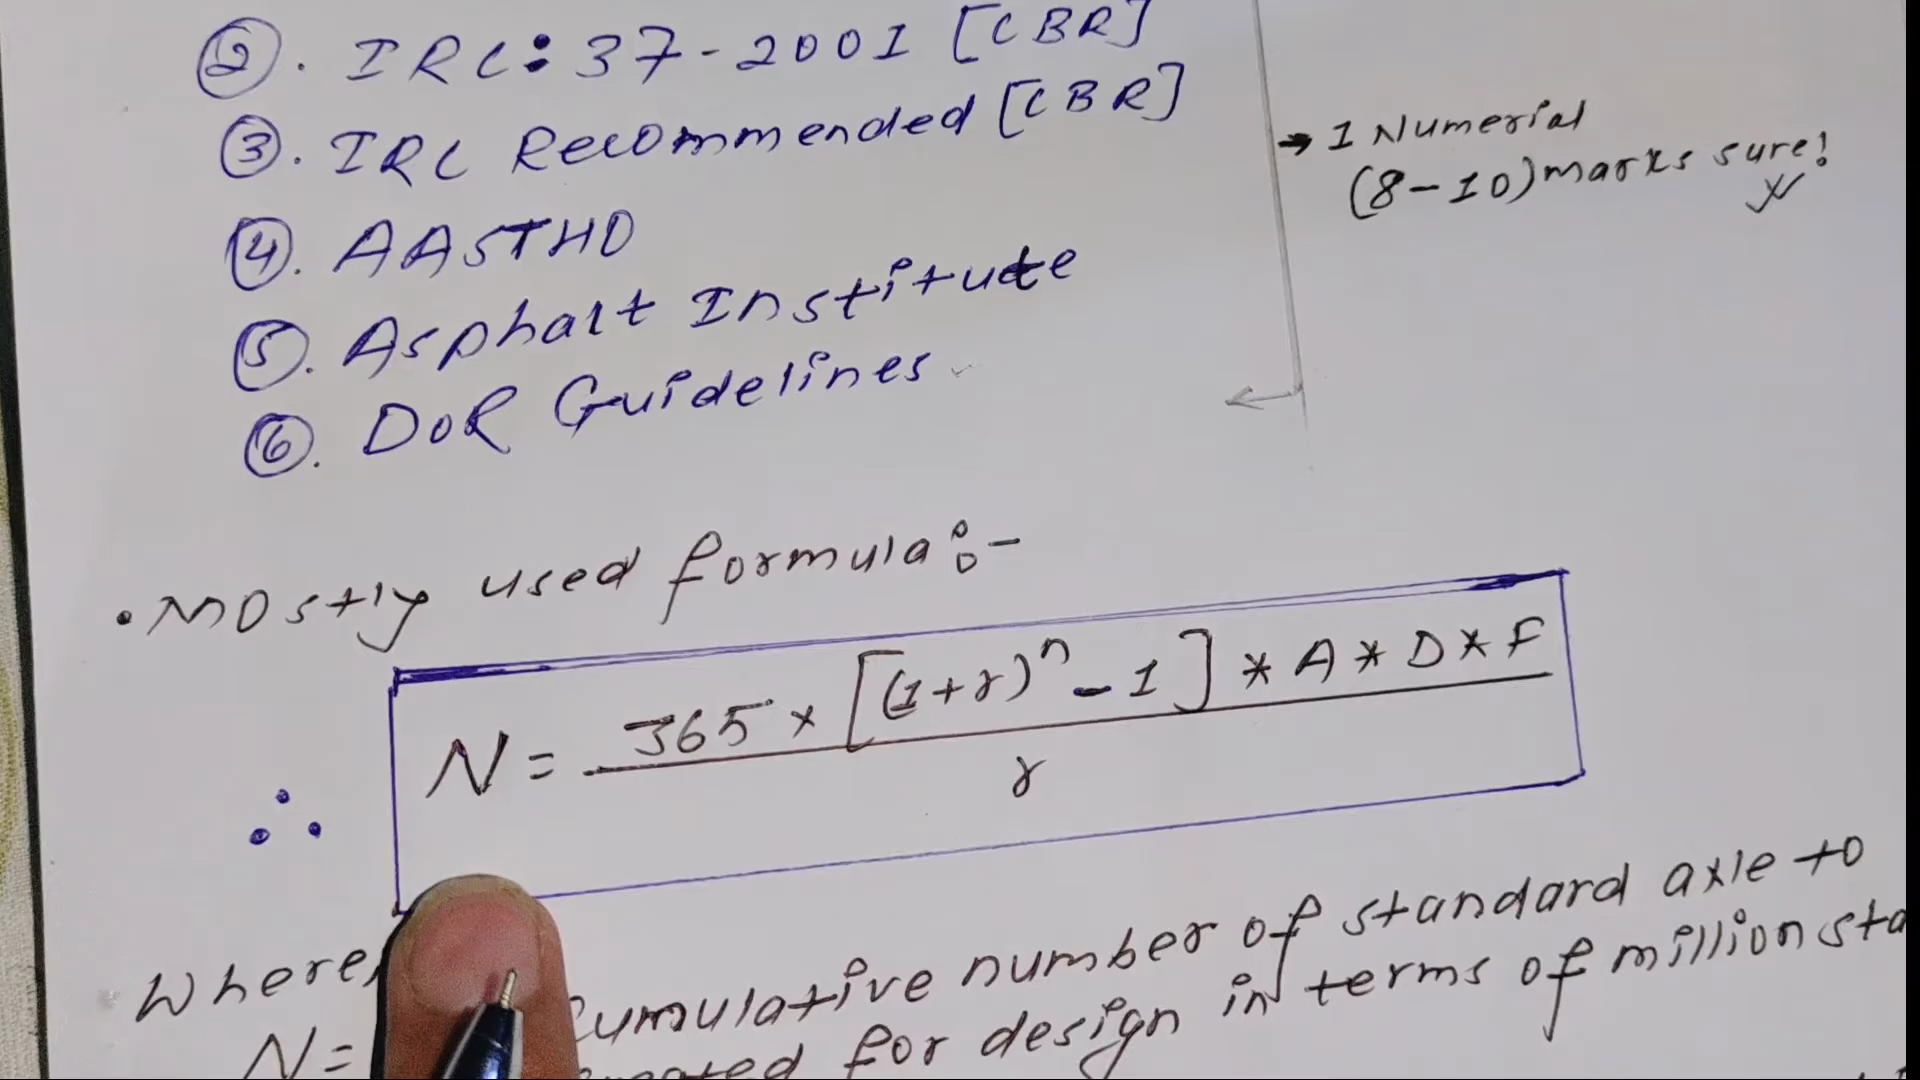 ②. IRC: 37-2001 [CBR]
③. IRC Recommended [CBR]
④. AASTHO
⑤. Asphalt Institute
⑥. DoR Guidelines
→ 1 Numerial
(8-10) marks sure!
• Mostly used formula:-
∴ N = 365 × [(1+r)^n - 1] * A * D * F / r
Where,
N = Cumulative number of standard axle to
for design in terms of million sta